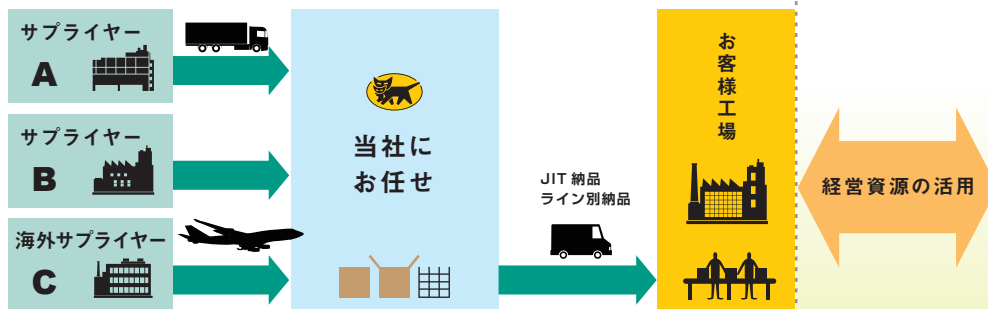 サプライヤー
A
サプライヤー
B
海外サプライヤー
C
当社に
お任せ
JIT 納品
ライン別納品
お客様工場
経営資源の活用